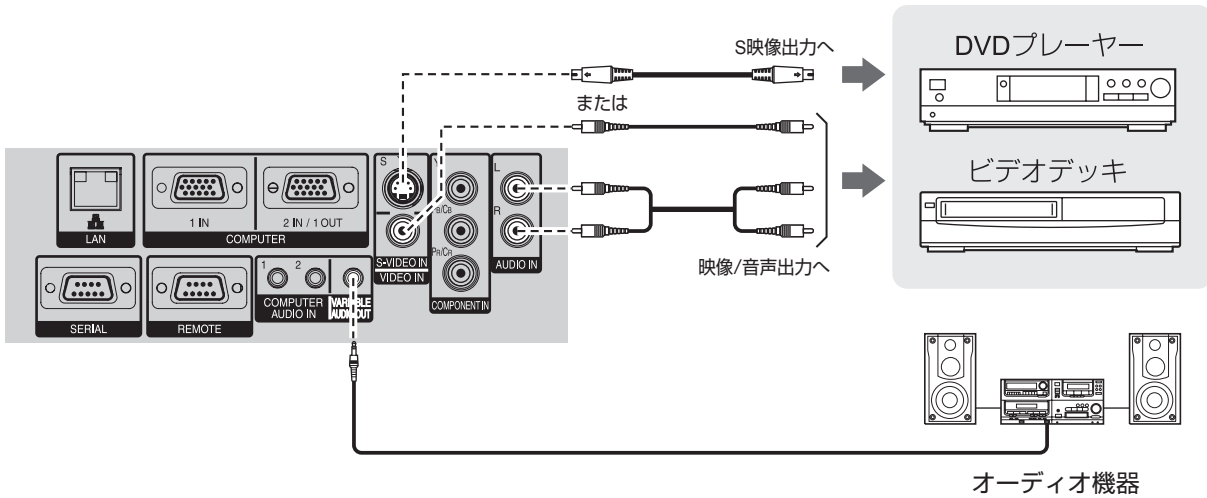 S映像出力へ
DVDプレーヤー
または
ビデオデッキ
映像/音声出力へ
S
Y
L
PB/CB
R
PR/CR
1 IN
2 IN / 1 OUT
LAN
COMPUTER
S-VIDEO IN
VIDEO IN
AUDIO IN
COMPONENT IN
1
2
COMPUTER
AUDIO IN
VARIABLE
AUDIO OUT
SERIAL
REMOTE
オーディオ機器